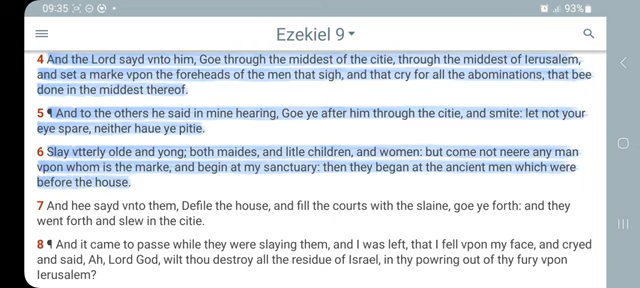 09:35 93%
Ezekiel 9
4 And the Lord sayd vnto him, Goe through the middest of the citie, through the middest of Ierusalem,
and set a marke vpon the foreheads of the men that sigh, and that cry for all the abominations, that bee
done in the middest thereof.
5 ¶ And to the others he said in mine hearing, Goe ye after him through the citie, and smite: let not your
eye spare, neither haue ye pitie.
6 Slay vtterly olde and yong; both maides, and litle children, and women: but come not neere any man
vpon whom is the marke, and begin at my sanctuary: then they began at the ancient men which were
before the house.
7 And hee sayd vnto them, Defile the house, and fill the courts with the slaine, goe ye forth: and they
went forth and slew in the citie.
8 ¶ And it came to passe while they were slaying them, and I was left, that I fell vpon my face, and cryed
and said, Ah, Lord God, wilt thou destroy all the residue of Israel, in thy powring out of thy fury vpon
Ierusalem?